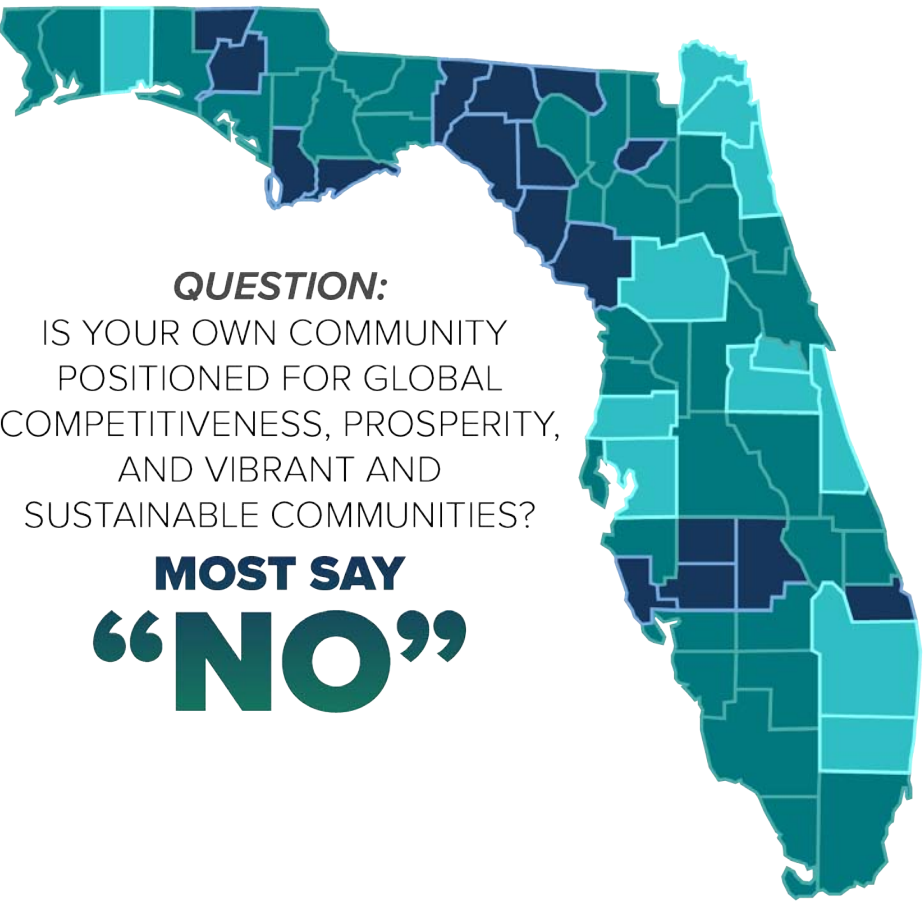 QUESTION:
IS YOUR OWN COMMUNITY
POSITIONED FOR GLOBAL
COMPETITIVENESS, PROSPERITY,
AND VIBRANT AND
SUSTAINABLE COMMUNITIES?
MOST SAY
“NO”